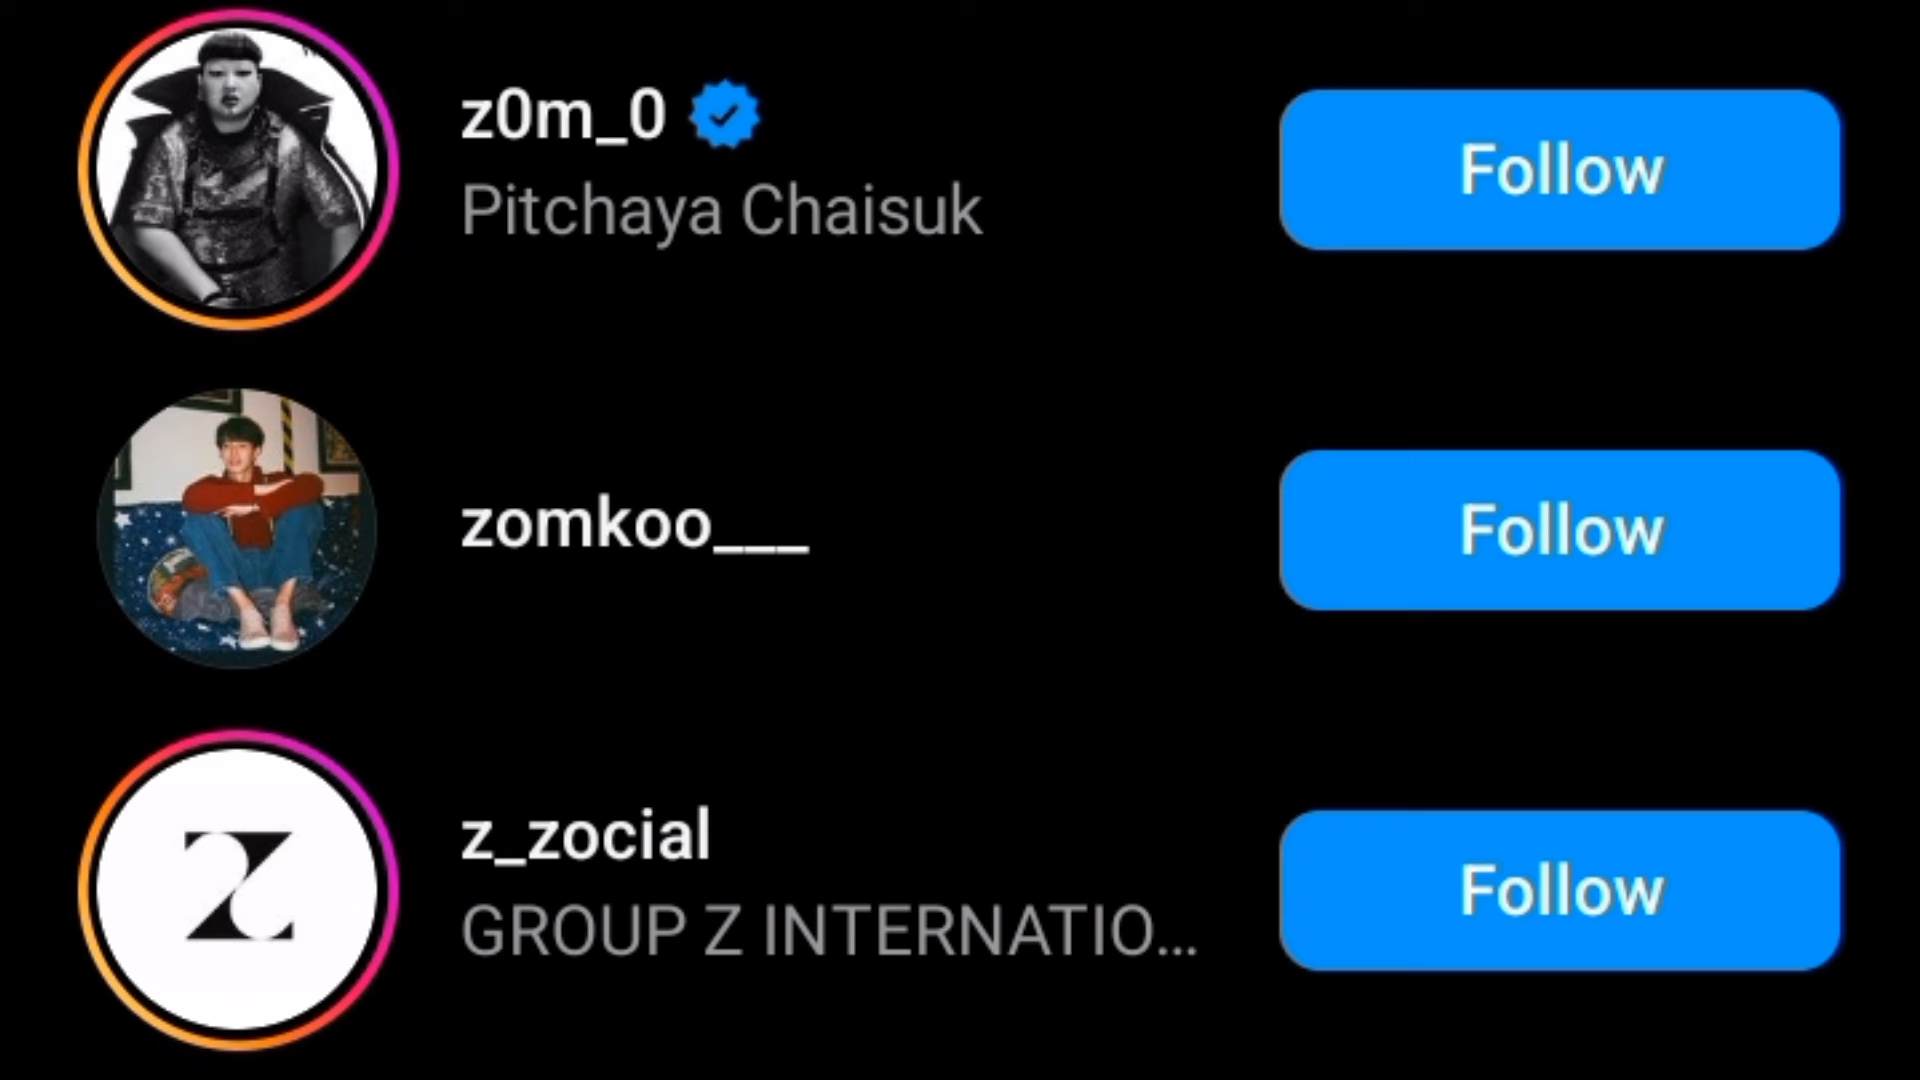 z0m_0
Pitchaya Chaisuk
Follow
zomkoo___
Follow
Z
z_zocial
GROUP Z INTERNATIO...
Follow